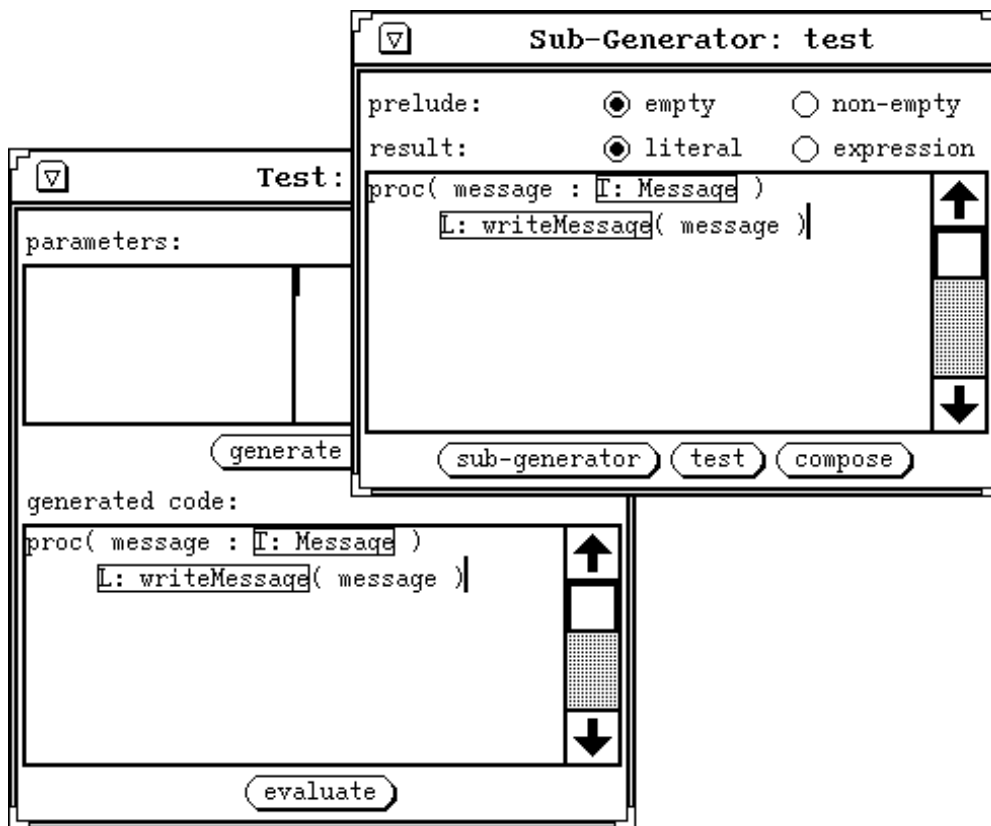 Sub-Generator: test
prelude: empty non-empty
result: literal expression
proc( message : T: Message )
L: writeMessage( message )
sub-generator test compose
Test:
parameters:
generate
generated code:
proc( message : T: Message )
L: writeMessage( message )
evaluate